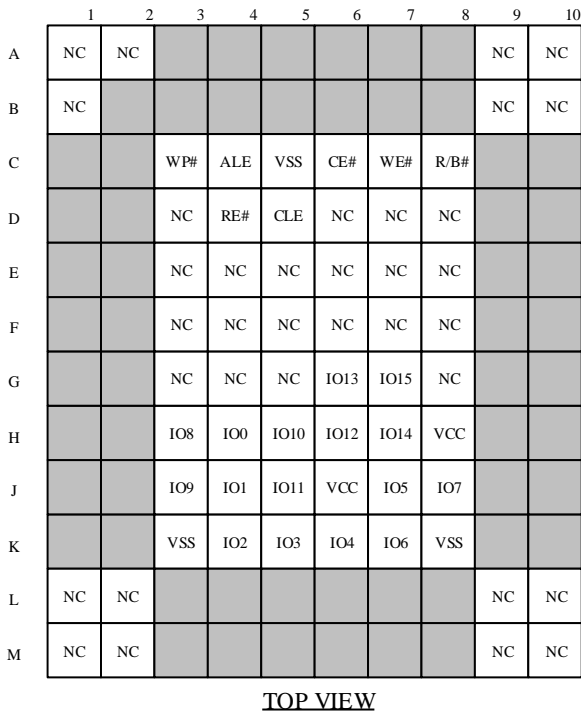 1 2 3 4 5 6 7 8 9 10
A NC NC NC NC
B NC NC NC
C WP# ALE VSS CE# WE# R/B#
D NC RE# CLE NC NC NC
E NC NC NC NC NC NC
F NC NC NC NC NC NC
G NC NC NC IO13 IO15 NC
H IO8 IO0 IO10 IO12 IO14 VCC
J IO9 IO1 IO11 VCC IO5 IO7
K VSS IO2 IO3 IO4 IO6 VSS
L NC NC NC NC
M NC NC NC NC
TOP VIEW